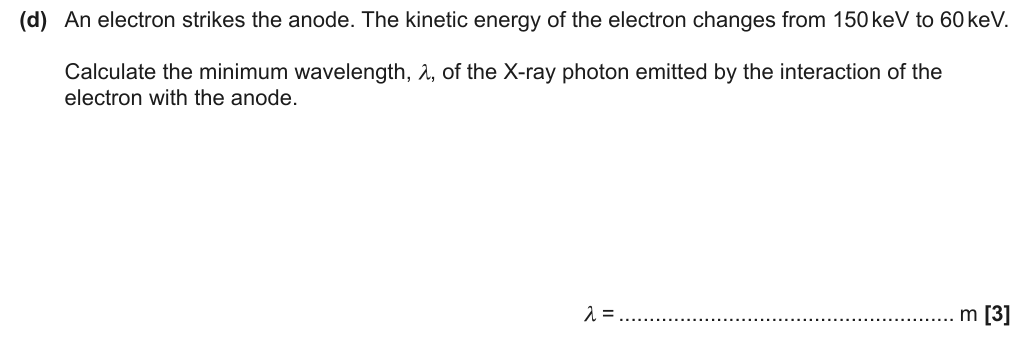 (d) An electron strikes the anode. The kinetic energy of the electron changes from 150 keV to 60 keV.
Calculate the minimum wavelength, λ, of the X-ray photon emitted by the interaction of the
electron with the anode.
λ = ........................................................ m [3]